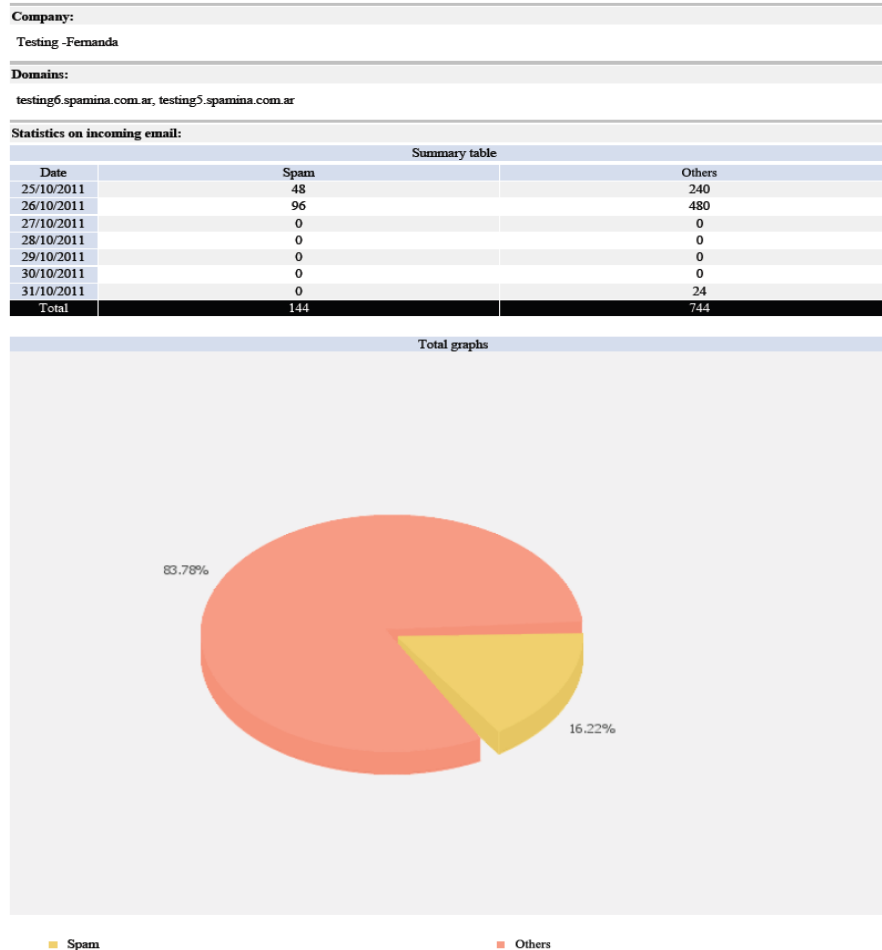 Company:
Testing -Fernanda
Domains:
testing6.spamina.com.ar, testing5.spamina.com.ar
Statistics on incoming email:
Summary table
Date Spam Others
25/10/2011 48 240
26/10/2011 96 480
27/10/2011 0 0
28/10/2011 0 0
29/10/2011 0 0
30/10/2011 0 0
31/10/2011 0 24
Total 144 744
Total graphs
83.78%
16.22%
Spam Others